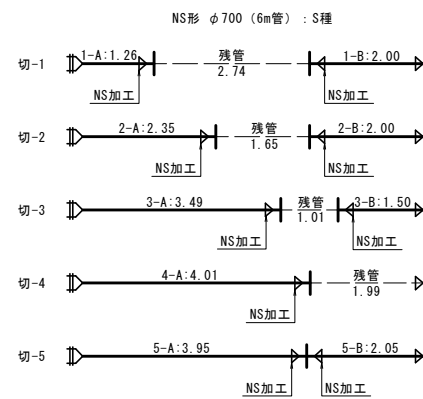 NS形 φ700 (6m管) :S種
切-1 1-A:1.26 残管 2.74 1-B:2.00
NS加工 NS加工
切-2 2-A:2.35 残管 1.65 2-B:2.00
NS加工 NS加工
切-3 3-A:3.49 残管 1.01 3-B:1.50
NS加工 NS加工
切-4 4-A:4.01 残管 1.99
NS加工
切-5 5-A:3.95 5-B:2.05
NS加工 NS加工